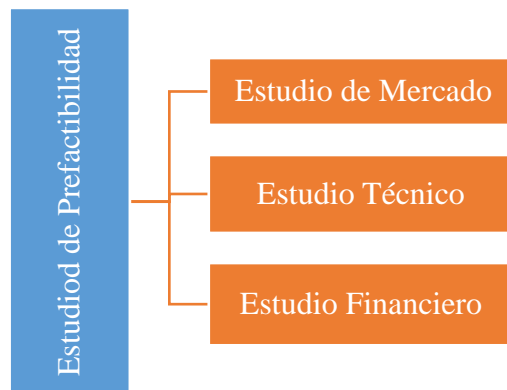 Estudiod de Prefactibilidad
Estudio de Mercado
Estudio Técnico
Estudio Financiero